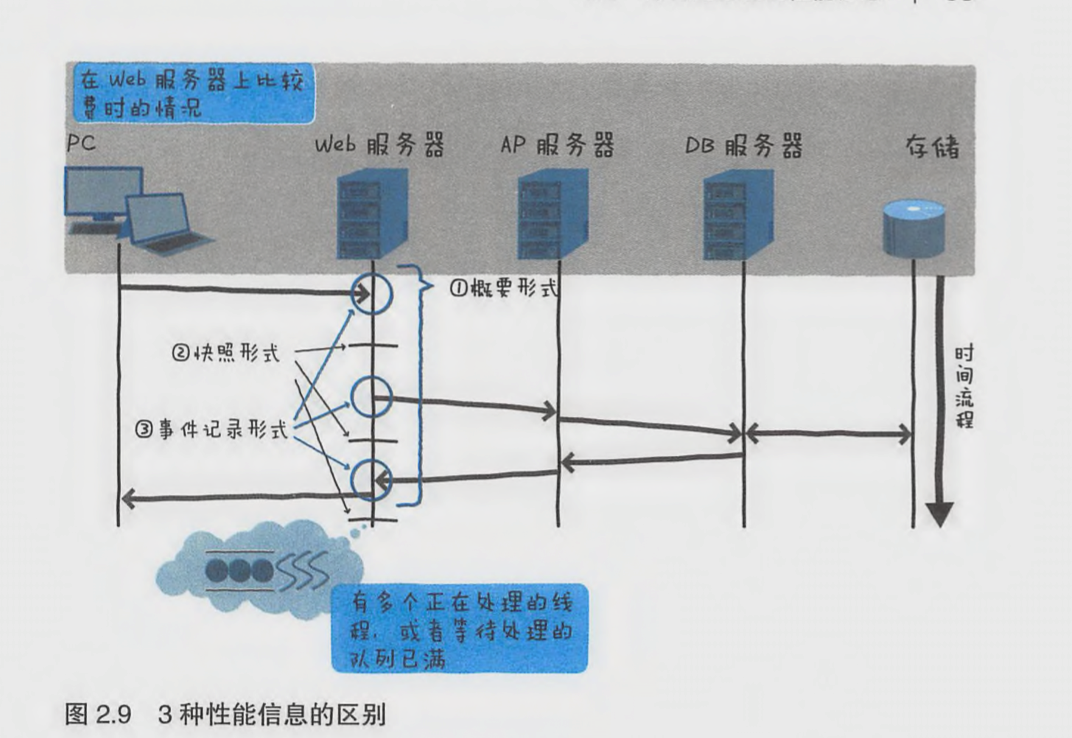 在 Web 服务器上比较
费时的情况
PC
Web 服务器
AP 服务器
DB 服务器
存储
①概要形式
②快照形式
③事件记录形式
时间流程
有多个正在处理的线
程,或者等待处理的
队列已满
图 2.9 3 种性能信息的区别